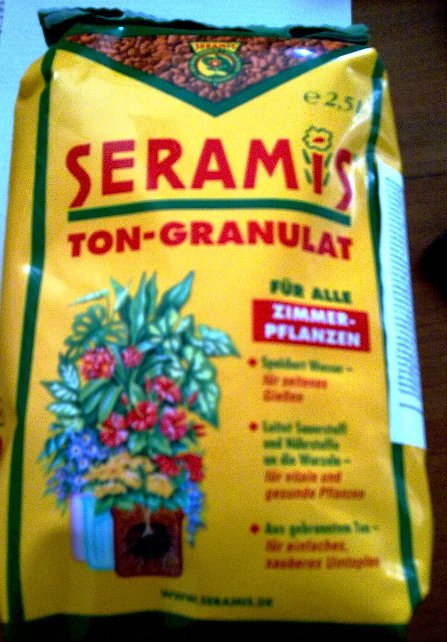 SERAMIS
e 2,5 l
SERAMIS
TON-GRANULAT
FÜR ALLE
ZIMMER-
PFLANZEN
Speichert Wasser –
für seltenes
Gießen
Leitet Sauerstoff
und Nährstoffe
an die Wurzeln –
für vitale und
gesunde Pflanzen
Aus gebranntem Ton –
für einfaches,
sauberes Umtopfen
WWW.SERAMIS.DE